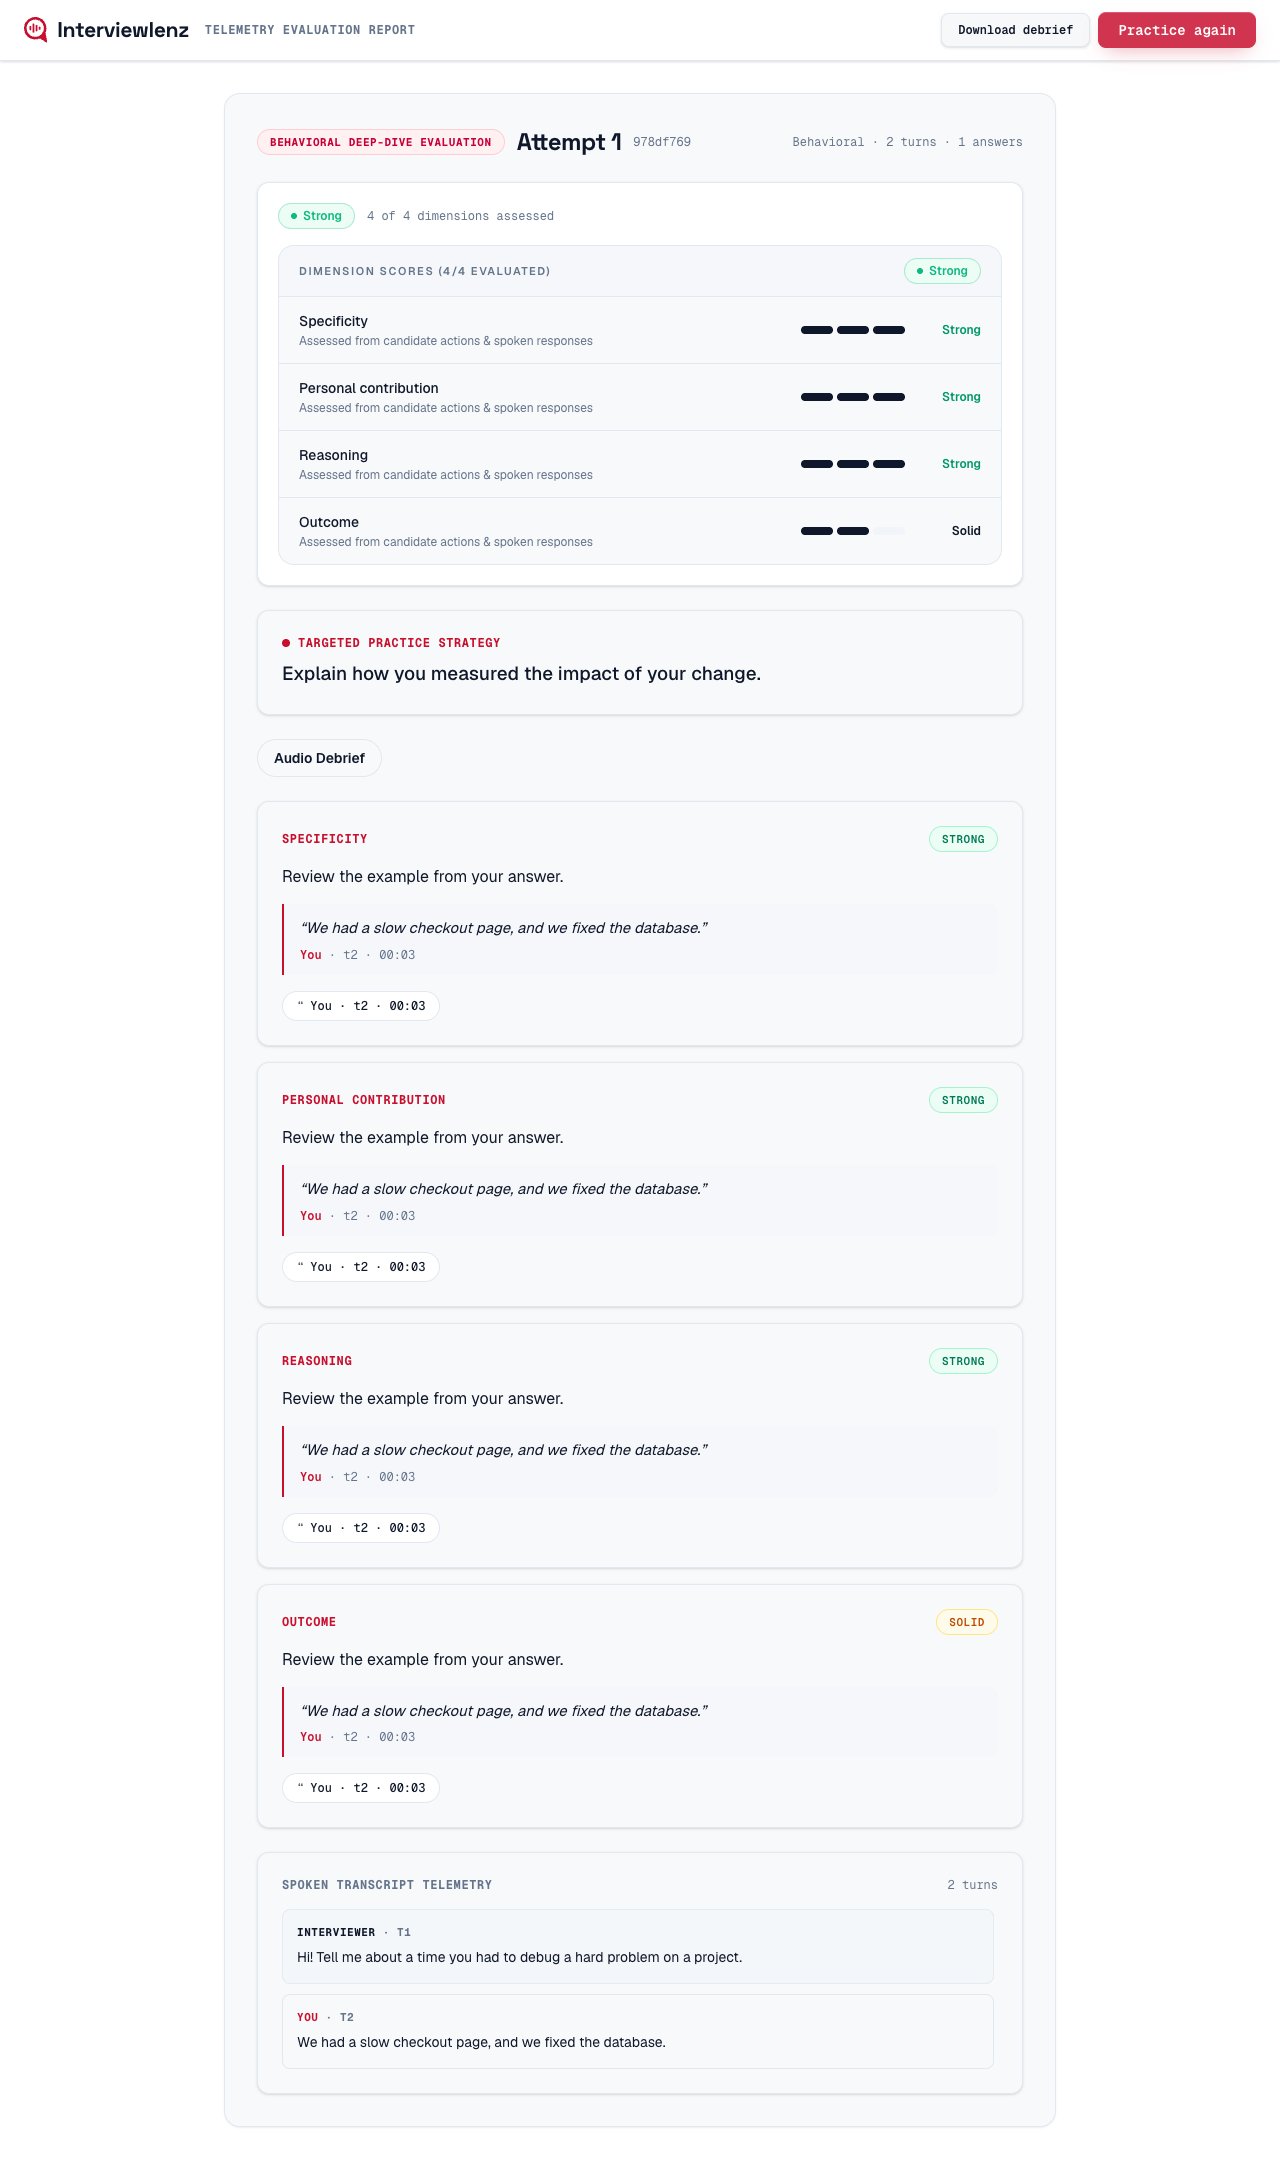 Interviewlenz TELEMETRY EVALUATION REPORT Download debrief Practice again
BEHAVIORAL DEEP-DIVE EVALUATION Attempt 1 978df769 Behavioral · 2 turns · 1 answers
Strong 4 of 4 dimensions assessed
DIMENSION SCORES (4/4 EVALUATED) Strong
Specificity
Assessed from candidate actions & spoken responses
Strong
Personal contribution
Assessed from candidate actions & spoken responses
Strong
Reasoning
Assessed from candidate actions & spoken responses
Strong
Outcome
Assessed from candidate actions & spoken responses
Solid
TARGETED PRACTICE STRATEGY
Explain how you measured the impact of your change.
Audio Debrief
SPECIFICITY STRONG
Review the example from your answer.
“We had a slow checkout page, and we fixed the database.”
You · t2 · 00:03
“ You · t2 · 00:03
PERSONAL CONTRIBUTION STRONG
Review the example from your answer.
“We had a slow checkout page, and we fixed the database.”
You · t2 · 00:03
“ You · t2 · 00:03
REASONING STRONG
Review the example from your answer.
“We had a slow checkout page, and we fixed the database.”
You · t2 · 00:03
“ You · t2 · 00:03
OUTCOME SOLID
Review the example from your answer.
“We had a slow checkout page, and we fixed the database.”
You · t2 · 00:03
“ You · t2 · 00:03
SPOKEN TRANSCRIPT TELEMETRY 2 turns
INTERVIEWER · T1
Hi! Tell me about a time you had to debug a hard problem on a project.
YOU · T2
We had a slow checkout page, and we fixed the database.